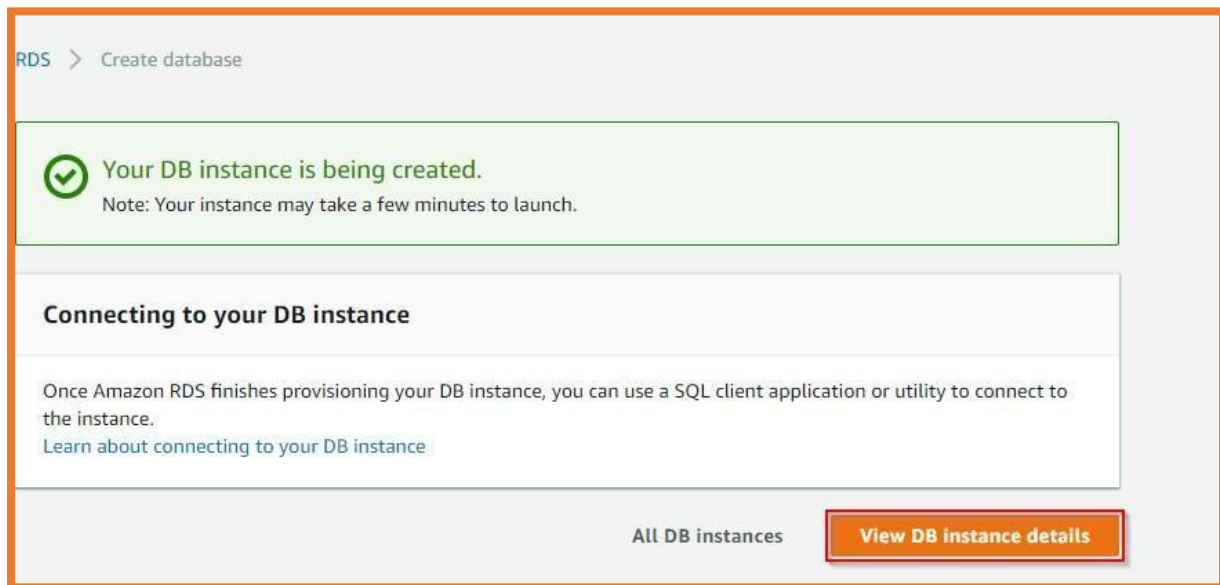 RDS > Create database
Your DB instance is being created.
Note: Your instance may take a few minutes to launch.
Connecting to your DB instance
Once Amazon RDS finishes provisioning your DB instance, you can use a SQL client application or utility to connect to
the instance.
Learn about connecting to your DB instance
All DB instances View DB instance details